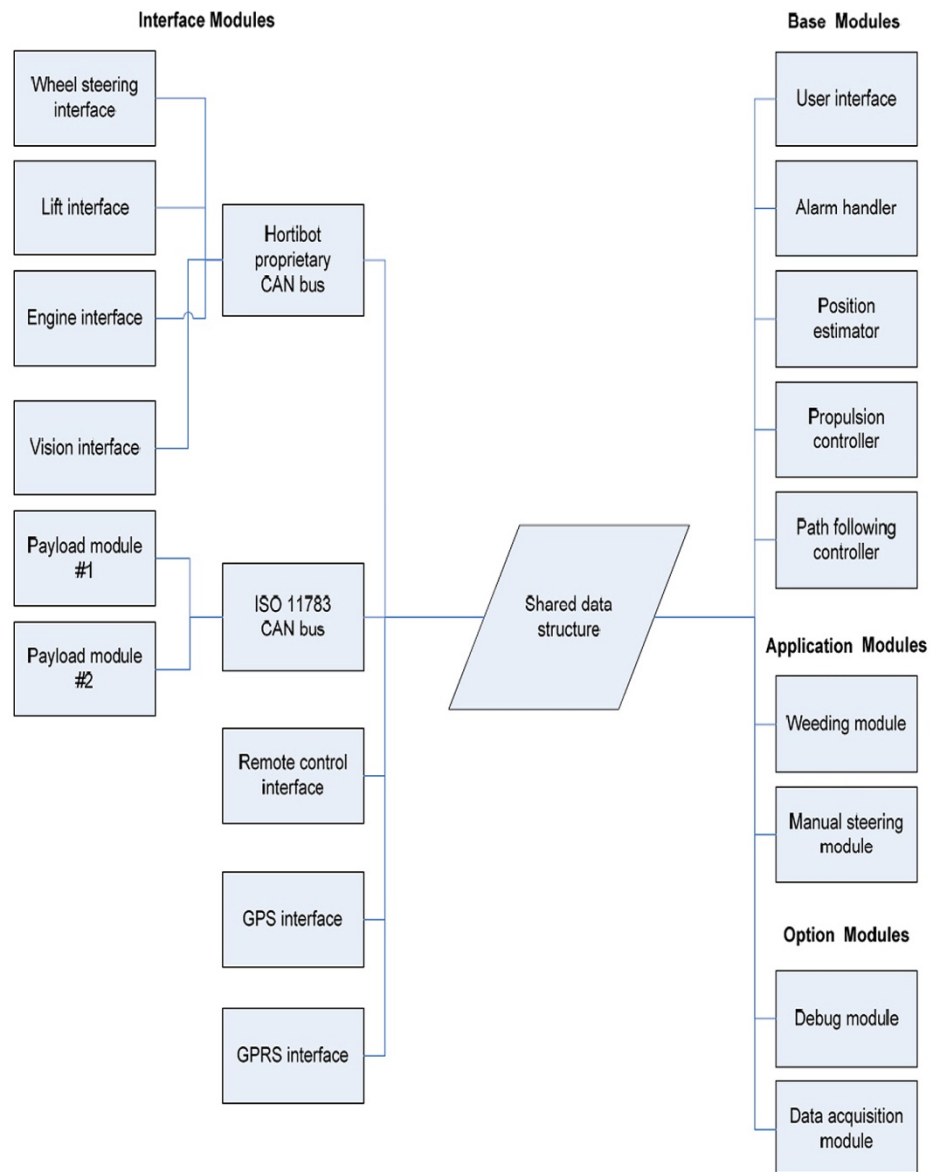 Interface Modules
Wheel steering
interface
Lift interface
Engine interface
Vision interface
Payload module
#1
Payload module
#2
Hortibot
proprietary
CAN bus
ISO 11783
CAN bus
Remote control
interface
GPS interface
GPRS interface
Shared data
structure
Base Modules
User interface
Alarm handler
Position
estimator
Propulsion
controller
Path following
controller
Application Modules
Weeding module
Manual steering
module
Option Modules
Debug module
Data acquisition
module